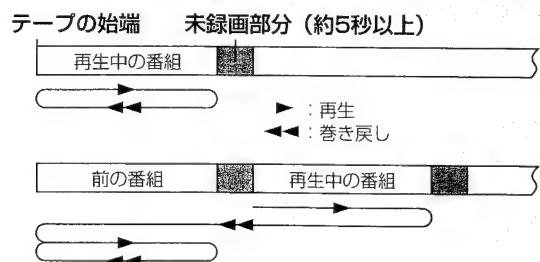 テープの始端 未録画部分（約5秒以上）
再生中の番組
▶：再生
◀◀：巻き戻し
前の番組 再生中の番組